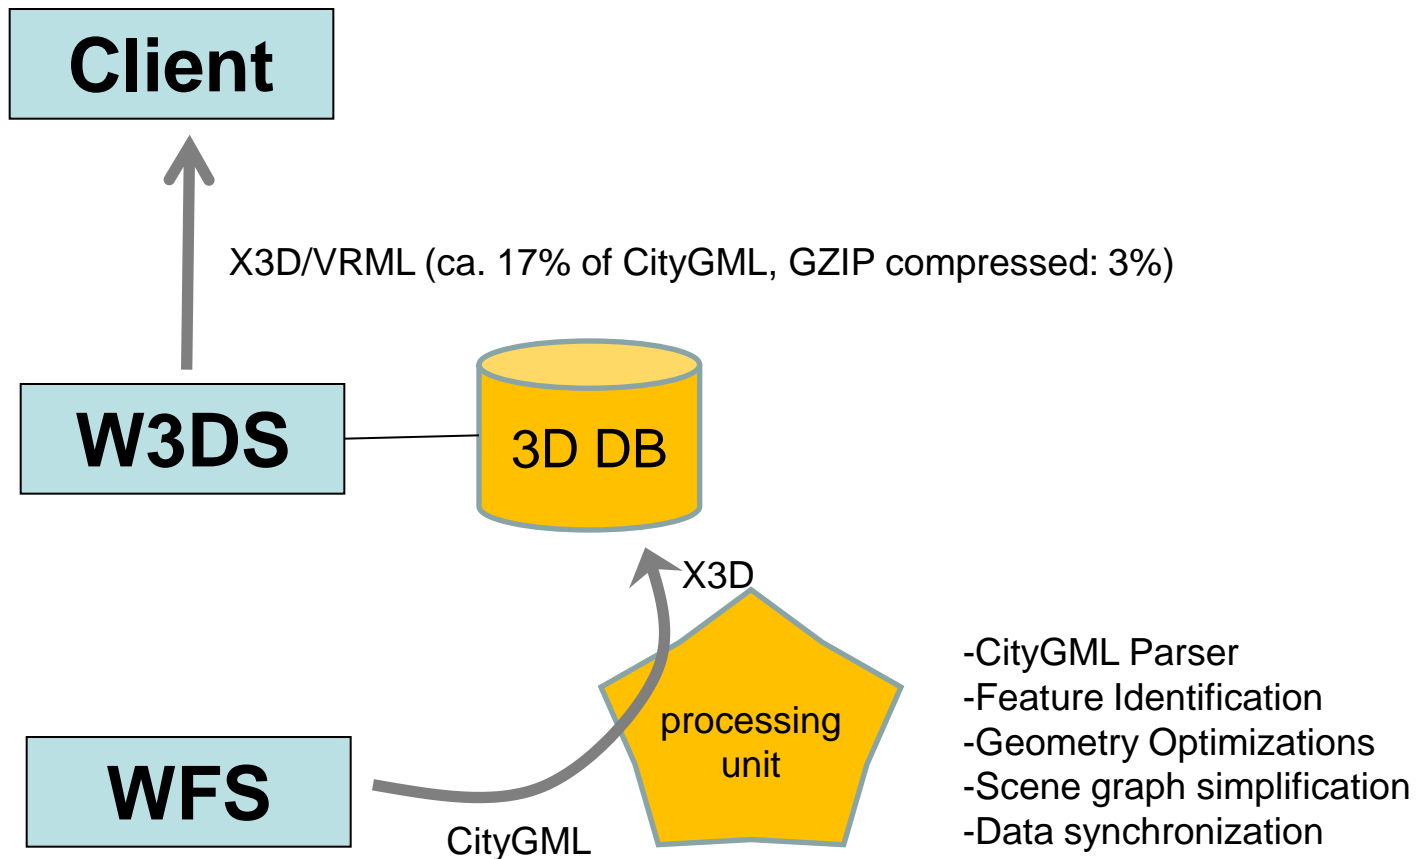 Client
X3D/VRML (ca. 17% of CityGML, GZIP compressed: 3%)
W3DS
3D DB
X3D
processing
unit
WFS
CityGML
-CityGML Parser
-Feature Identification
-Geometry Optimizations
-Scene graph simplification
-Data synchronization